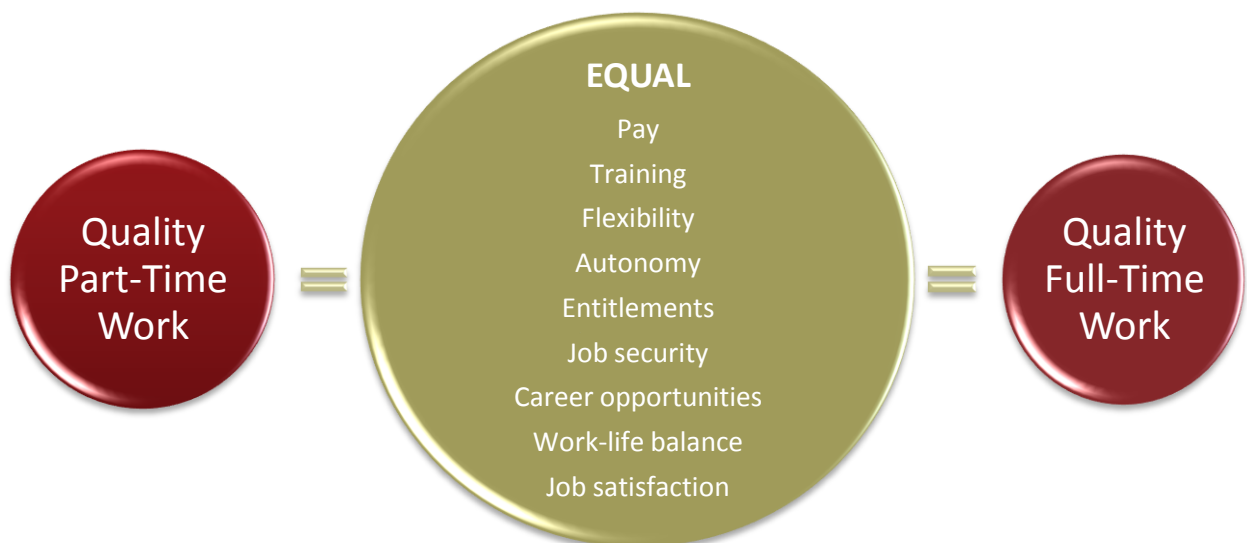 Quality
Part-Time
Work
=
EQUAL
Pay
Training
Flexibility
Autonomy
Entitlements
Job security
Career opportunities
Work-life balance
Job satisfaction
=
Quality
Full-Time
Work